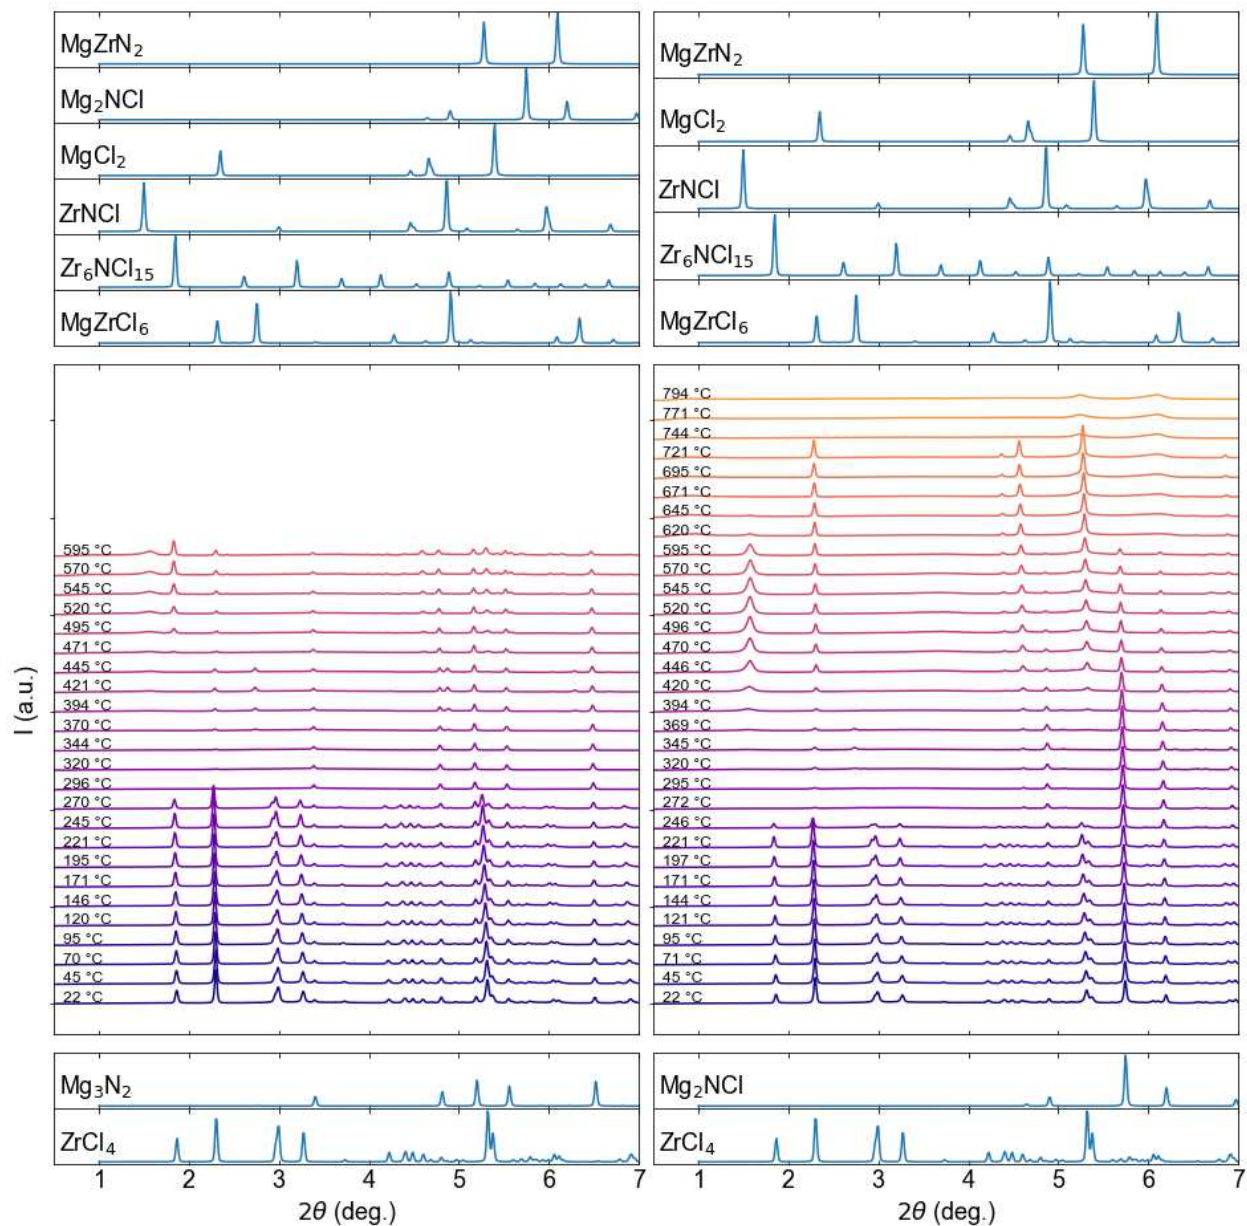 MgZrN₂
Mg₂NCl
MgCl₂
ZrNCl
Zr₆NCl₁₅
MgZrCl₆
MgZrN₂
MgCl₂
ZrNCl
Zr₆NCl₁₅
MgZrCl₆
I (a.u.)
595 °C
570 °C
545 °C
520 °C
495 °C
471 °C
445 °C
421 °C
394 °C
370 °C
344 °C
320 °C
296 °C
270 °C
245 °C
221 °C
195 °C
171 °C
146 °C
120 °C
95 °C
70 °C
45 °C
22 °C
794 °C
771 °C
744 °C
721 °C
695 °C
671 °C
645 °C
620 °C
595 °C
570 °C
545 °C
520 °C
496 °C
470 °C
446 °C
420 °C
394 °C
369 °C
345 °C
320 °C
295 °C
272 °C
246 °C
221 °C
197 °C
171 °C
144 °C
121 °C
95 °C
71 °C
45 °C
22 °C
Mg₃N₂
ZrCl₄
1 2 3 4 5 6 7
2θ (deg.)
Mg₂NCl
ZrCl₄
1 2 3 4 5 6 7
2θ (deg.)